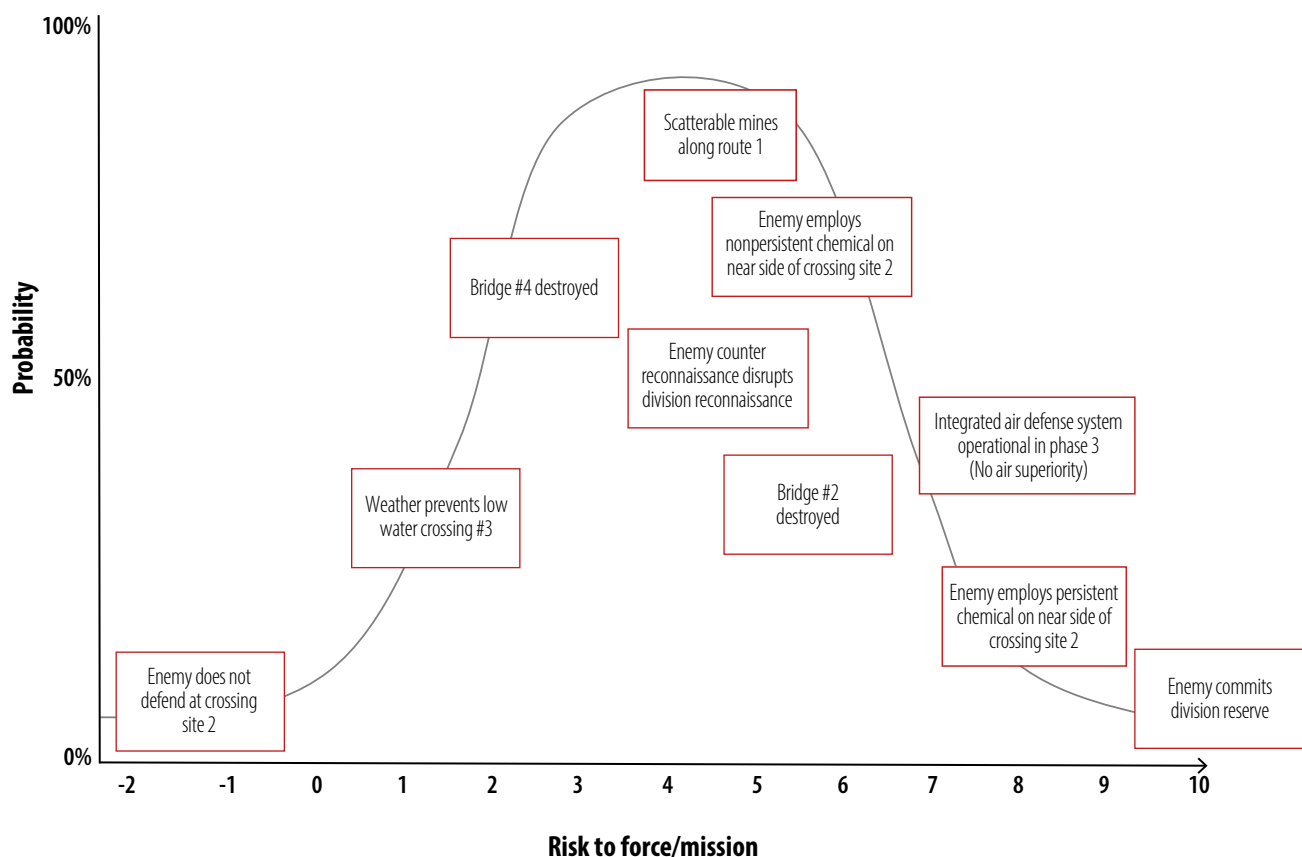 100%
Scatterable mines
along route 1
Enemy employs
nonpersistent chemical on
near side of crossing site 2
Bridge #4 destroyed
Probability
50%
Enemy counter
reconnaissance disrupts
division reconnaissance
Integrated air defense system
operational in phase 3
(No air superiority)
Weather prevents low
water crossing #3
Bridge #2
destroyed
Enemy employs persistent
chemical on near side of
crossing site 2
Enemy does not
defend at crossing
site 2
Enemy commits
division reserve
0%
-2 -1 0 1 2 3 4 5 6 7 8 9 10
Risk to force/mission